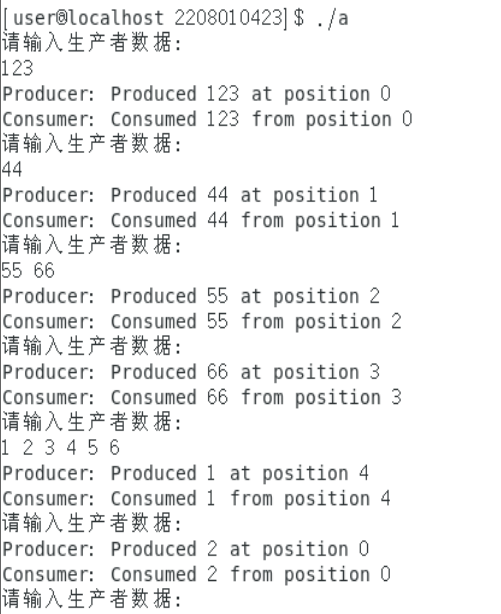 [user@localhost 2208010423]$ ./a
请输入生产者数据:
123
Producer: Produced 123 at position 0
Consumer: Consumed 123 from position 0
请输入生产者数据:
44
Producer: Produced 44 at position 1
Consumer: Consumed 44 from position 1
请输入生产者数据:
55 66
Producer: Produced 55 at position 2
Consumer: Consumed 55 from position 2
请输入生产者数据:
Producer: Produced 66 at position 3
Consumer: Consumed 66 from position 3
请输入生产者数据:
1 2 3 4 5 6
Producer: Produced 1 at position 4
Consumer: Consumed 1 from position 4
请输入生产者数据:
Producer: Produced 2 at position 0
Consumer: Consumed 2 from position 0
请输入生产者数据: